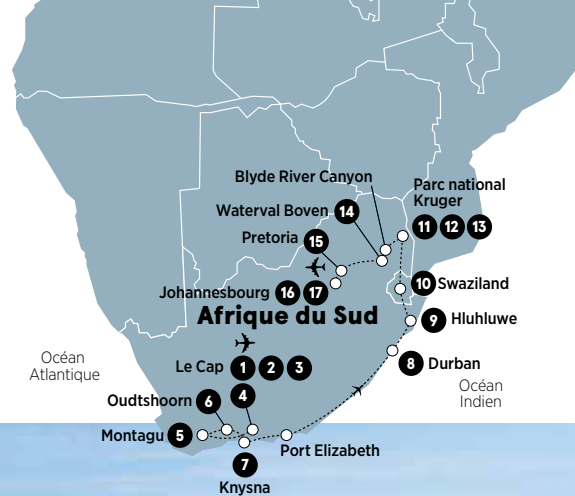 Blyde River Canyon
Parc national
Kruger
11 12 13
Waterval Boven 14
Pretoria 15
Johannesbourg 16 17
10 Swaziland
Afrique du Sud
9 Hluhluwe
Océan
Atlantique
Le Cap 1 2 3
4
8 Durban
Océan
Indien
Oudtshoorn 6
Montagu 5
Port Elizabeth
7
Knysna